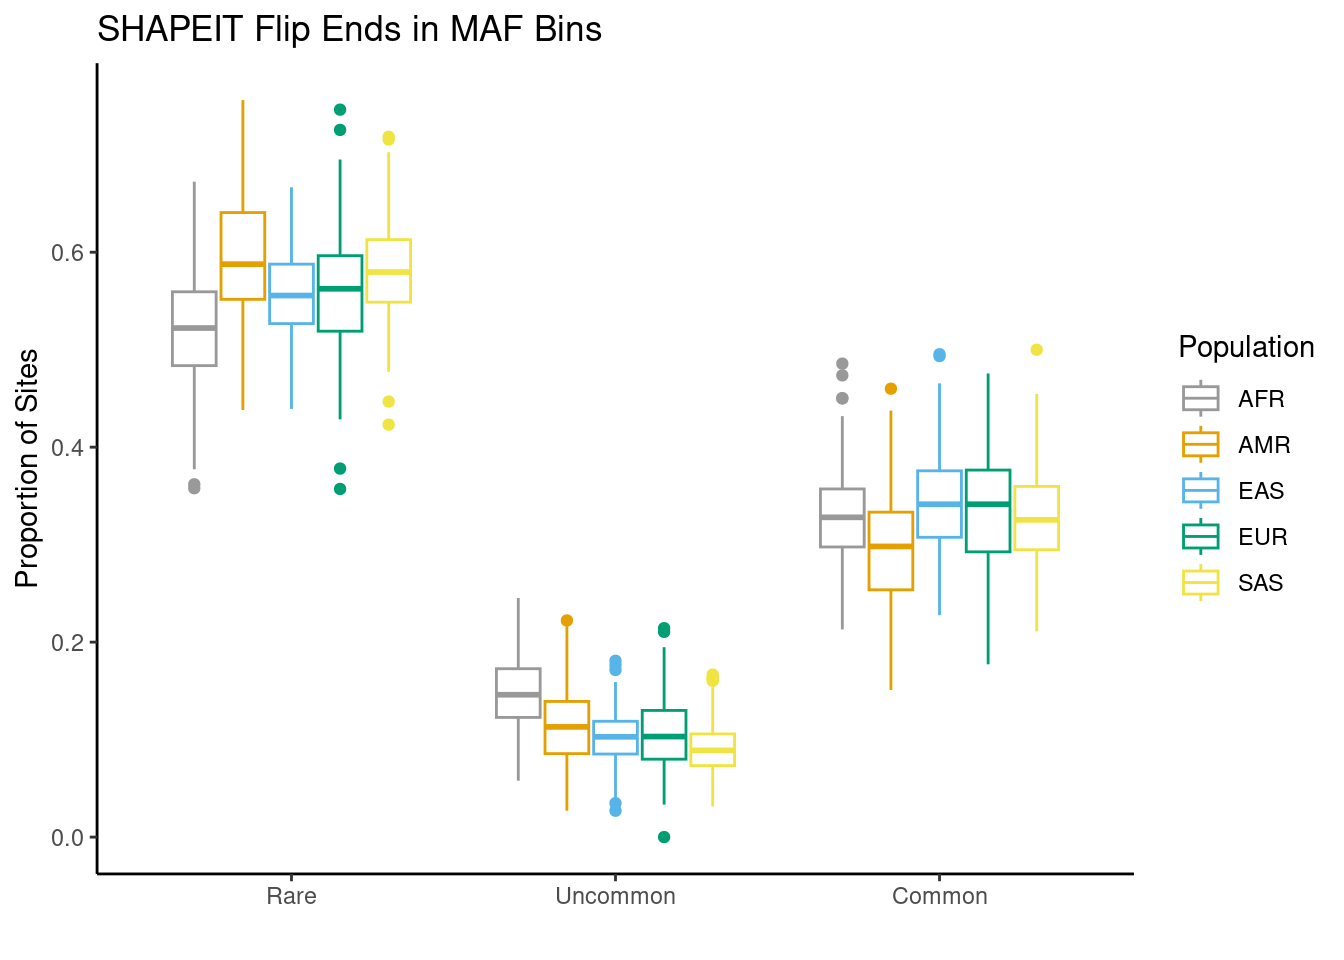 SHAPEIT Flip Ends in MAF Bins
Proportion of Sites
0.6
0.4
0.2
0.0
Rare
Uncommon
Common
Population
AFR
AMR
EAS
EUR
SAS